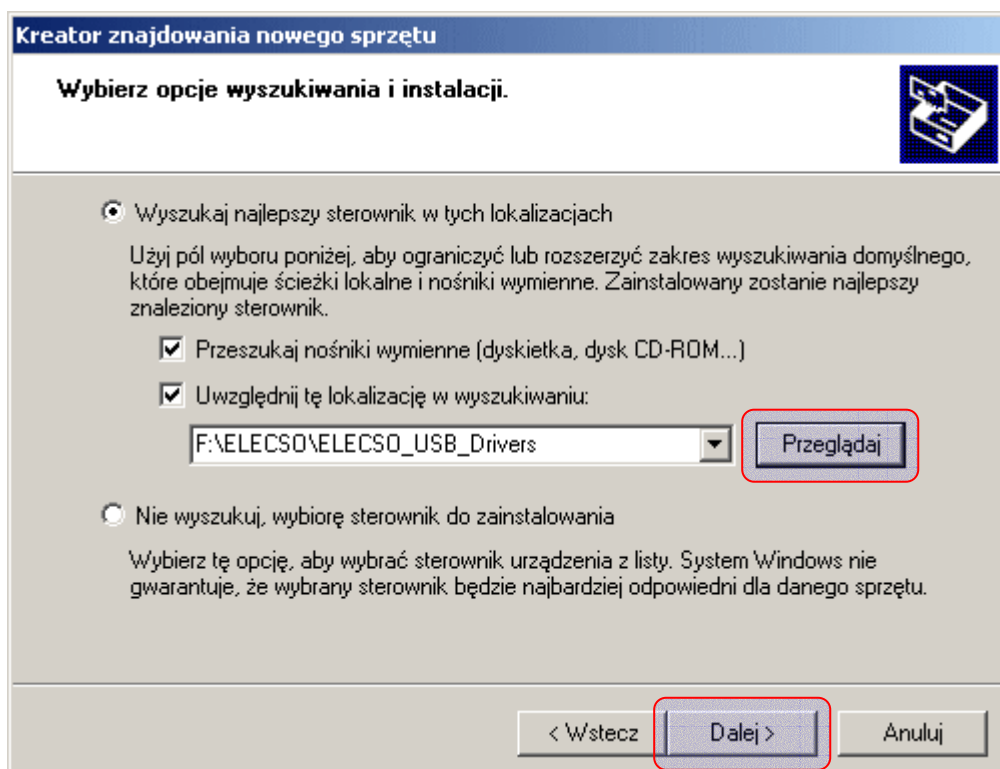 Kreator znajdowania nowego sprzętu
Wybierz opcje wyszukiwania i instalacji.
Wyszukaj najlepszy sterownik w tych lokalizacjach
Użyj pól wyboru poniżej, aby ograniczyć lub rozszerzyć zakres wyszukiwania domyślnego,
które obejmuje ścieżki lokalne i nośniki wymienne. Zainstalowany zostanie najlepszy
znaleziony sterownik.
Przeszukaj nośniki wymienne (dyskietka, dysk CD-ROM...)
Uwzględnij tę lokalizację w wyszukiwaniu:
F:\ELECSO\ELECSO_USB_Drivers
Przeglądaj
Nie wyszukuj, wybiorę sterownik do zainstalowania
Wybierz tę opcję, aby wybrać sterownik urządzenia z listy. System Windows nie
gwarantuje, że wybrany sterownik będzie najbardziej odpowiedni dla danego sprzętu.
< Wstecz
Dalej >
Anuluj